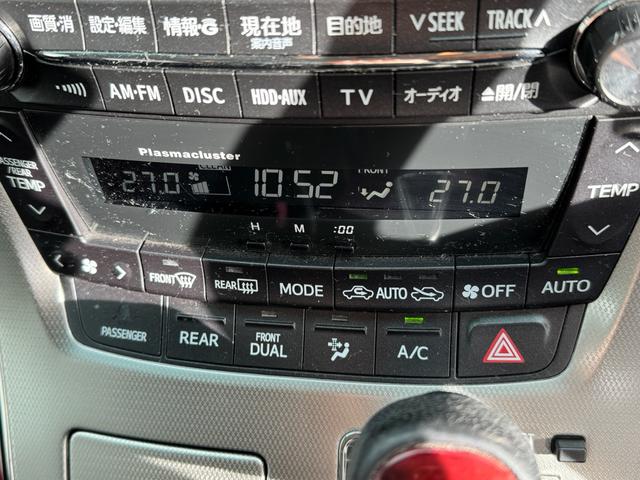 画質・消 設定・編集 情報・G 現在地 目的地 ∨SEEK TRACK∧
案内音声
AM・FM DISC HDD・AUX TV オーディオ ▲開/閉
Plasmacluster
PASSENGER
/REAR
TEMP
27.0 10:52 FRONT 27.0
TEMP
H M :00
FRONT REAR MODE AUTO OFF AUTO
PASSENGER REAR FRONT DUAL A/C